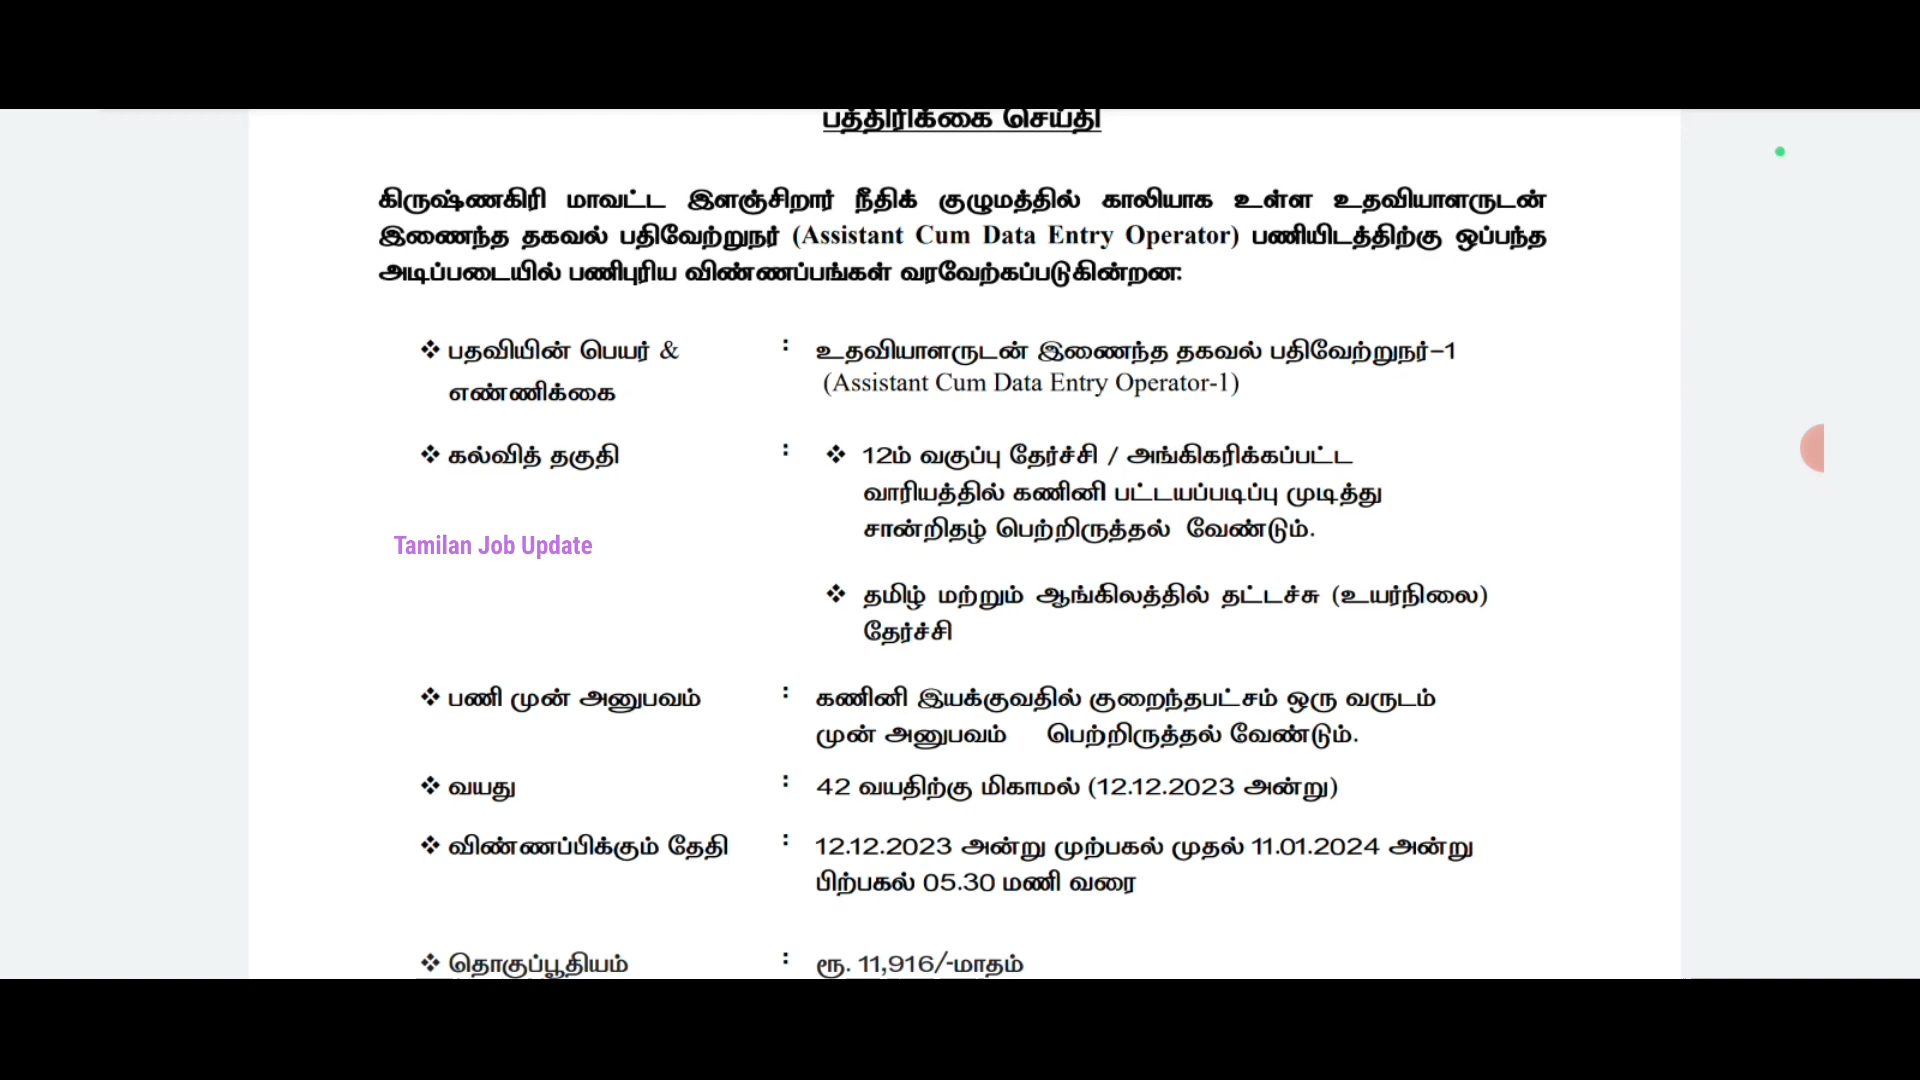 பத்திரிக்கை செய்தி
கிருஷ்ணகிரி மாவட்ட இளஞ்சிறார் நீதிக் குழுமத்தில் காலியாக உள்ள உதவியாளருடன்
இணைந்த தகவல் பதிவேற்றுநர் (Assistant Cum Data Entry Operator) பணியிடத்திற்கு ஒப்பந்த
அடிப்படையில் பணிபுரிய விண்ணப்பங்கள் வரவேற்கப்படுகின்றன:
❖ பதவியின் பெயர் & : உதவியாளருடன் இணைந்த தகவல் பதிவேற்றுநர்–1
எண்ணிக்கை (Assistant Cum Data Entry Operator-1)
❖ கல்வித் தகுதி : ❖ 12ம் வகுப்பு தேர்ச்சி / அங்கிகரிக்கப்பட்ட
வாரியத்தில் கணினி பட்டயப்படிப்பு முடித்து
சான்றிதழ் பெற்றிருத்தல் வேண்டும்.
Tamilan Job Update
❖ தமிழ் மற்றும் ஆங்கிலத்தில் தட்டச்சு (உயர்நிலை)
தேர்ச்சி
❖ பணி முன் அனுபவம் : கணினி இயக்குவதில் குறைந்தபட்சம் ஒரு வருடம்
முன் அனுபவம் பெற்றிருத்தல் வேண்டும்.
❖ வயது : 42 வயதிற்கு மிகாமல் (12.12.2023 அன்று)
❖ விண்ணப்பிக்கும் தேதி : 12.12.2023 அன்று முற்பகல் முதல் 11.01.2024 அன்று
பிற்பகல் 05.30 மணி வரை
❖ தொகுப்பூதியம் : ரூ. 11,916/-மாதம்